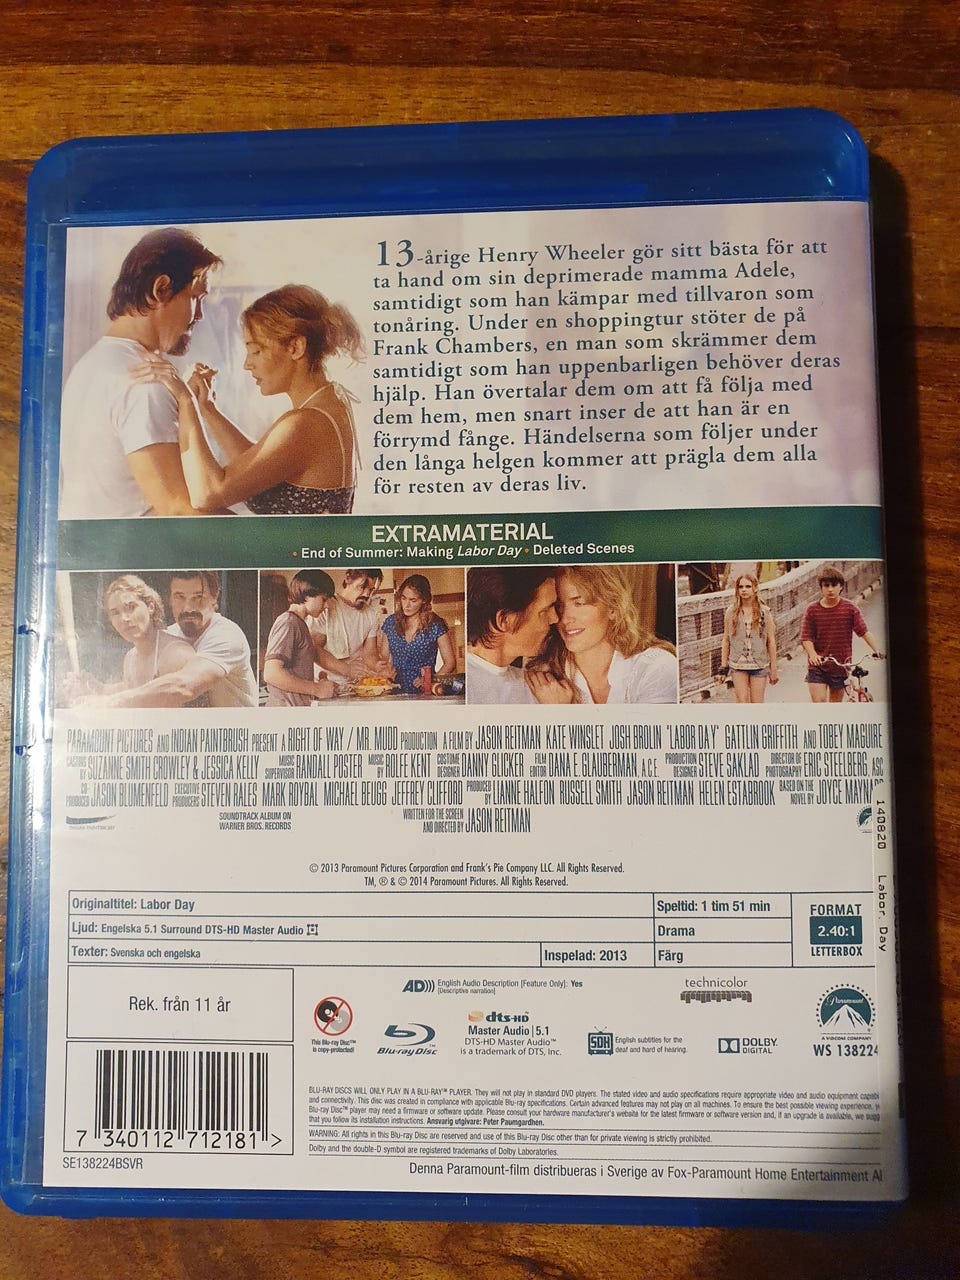 13-årige Henry Wheeler gör sitt bästa för att
ta hand om sin deprimerade mamma Adele,
samtidigt som han kämpar med tillvaron som
tonåring. Under en shoppingtur stöter de på
Frank Chambers, en man som skrämmer dem
samtidigt som han uppenbarligen behöver deras
hjälp. Han övertalar dem om att få följa med
dem hem, men snart inser de att han är en
förrymd fånge. Händelserna som följer under
den långa helgen kommer att prägla dem alla
för resten av deras liv.
EXTRAMATERIAL
• End of Summer: Making Labor Day • Deleted Scenes
PARAMOUNT PICTURES AND INDIAN PAINTBRUSH PRESENT A RIGHT OF WAY / MR. MUDD PRODUCTION A FILM BY JASON REITMAN KATE WINSLET JOSH BROLIN "LABOR DAY" GATTLIN GRIFFITH AND TOBEY MAGUIRE
CASTING BY SUZANNE SMITH CROWLEY & JESSICA KELLY MUSIC SUPERVISOR RANDALL POSTER MUSIC BY ROLFE KENT COSTUME DESIGNER DANNY GLICKER FILM EDITOR DANA E. GLAUBERMAN, A.C.E. PRODUCTION DESIGNER STEVE SAKLAD DIRECTOR OF PHOTOGRAPHY ERIC STEELBERG, ASC
CO-PRODUCER JASON BLUMENFELD EXECUTIVE PRODUCERS STEVEN RALES MARK ROYBAL MICHAEL BEUGG JEFFREY CLIFFORD PRODUCED BY LIANNE HALFON RUSSELL SMITH JASON REITMAN HELEN ESTABROOK BASED ON THE NOVEL BY JOYCE MAYNAR
SOUNDTRACK ALBUM ON
WARNER BROS. RECORDS
WRITTEN FOR THE SCREEN
AND DIRECTED BY JASON REITMAN
140820 Labor. Day
© 2013 Paramount Pictures Corporation and Frank's Pie Company LLC. All Rights Reserved.
TM, ® & © 2014 Paramount Pictures. All Rights Reserved.
Originaltitel: Labor Day
Speltid: 1 tim 51 min
Ljud: Engelska 5.1 Surround DTS-HD Master Audio
Drama
Texter: Svenska och engelska
Inspelad: 2013
Färg
FORMAT
2.40:1
LETTERBOX
Rek. från 11 år
This Blu-ray Disc™
is copy-protected!
AD))) English Audio Description [Feature Only]: Yes
[Descriptive narration]
technicolor
Blu-ray Disc™
dts-HD
Master Audio | 5.1
DTS-HD Master Audio™
is a trademark of DTS, Inc.
SDH English subtitles for the
deaf and hard of hearing.
DOLBY
DIGITAL
Paramount
A VIACOM COMPANY
WS 138224
BLU-RAY DISCS WILL ONLY PLAY IN A BLU-RAY™ PLAYER. They will not play in standard DVD players. The stated video and audio specifications require appropriate video and audio equipment capabi
and connectivity. This disc was created in compliance with applicable Blu-ray specifications. Certain advanced features may not play on all machines. To ensure the best possible viewing experience,
Blu-ray Disc™ player may need a firmware or software update. Please consult your hardware manufacturer's website for the latest firmware or software version and, if an upgrade is available, we sugg
that you follow its installation instructions. Ansvarig utgivare: Peter Paumgardhen.
WARNING: All rights in this Blu-ray Disc are reserved and use of this Blu-ray Disc other than for private viewing is strictly prohibited.
Dolby and the double-D symbol are registered trademarks of Dolby Laboratories.
Denna Paramount-film distribueras i Sverige av Fox-Paramount Home Entertainment A
7 340112 712181 >
SE138224BSVR